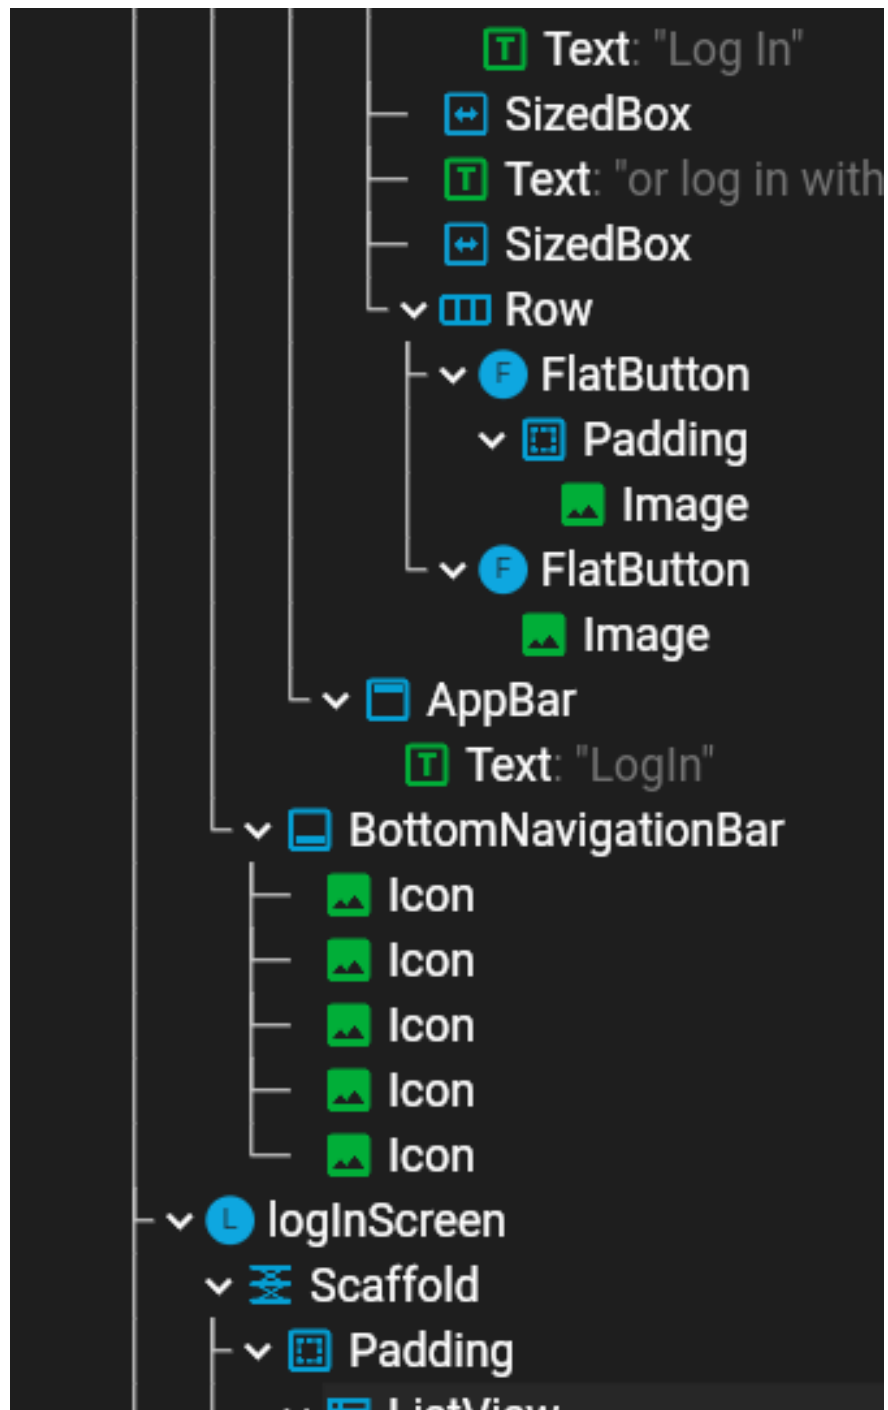 T Text: "Log In"
SizedBox
T Text: "or log in with
SizedBox
Row
F FlatButton
Padding
Image
F FlatButton
Image
AppBar
T Text: "LogIn"
BottomNavigationBar
Icon
Icon
Icon
Icon
Icon
L logInScreen
Scaffold
Padding
ListView